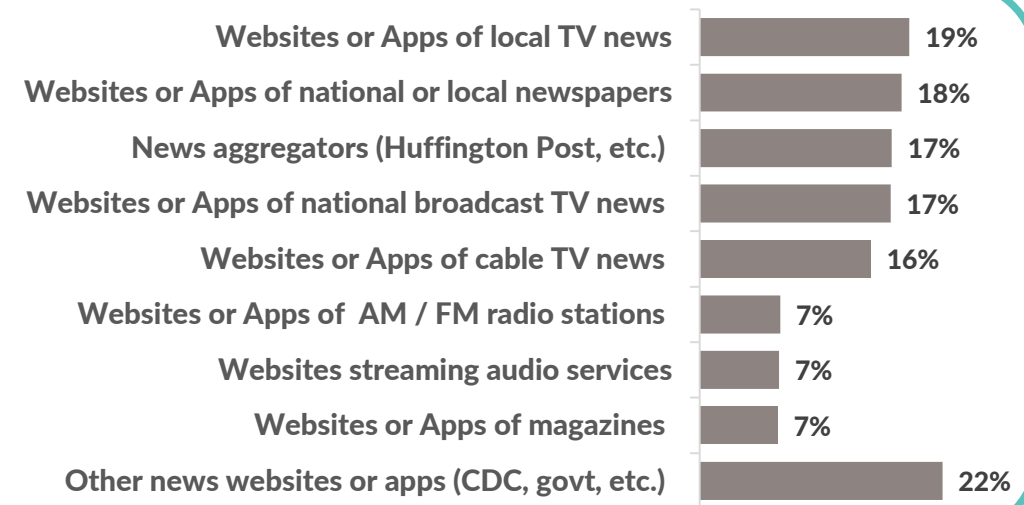 Websites or Apps of local TV news 19%
Websites or Apps of national or local newspapers 18%
News aggregators (Huffington Post, etc.) 17%
Websites or Apps of national broadcast TV news 17%
Websites or Apps of cable TV news 16%
Websites or Apps of AM / FM radio stations 7%
Websites streaming audio services 7%
Websites or Apps of magazines 7%
Other news websites or apps (CDC, govt, etc.) 22%